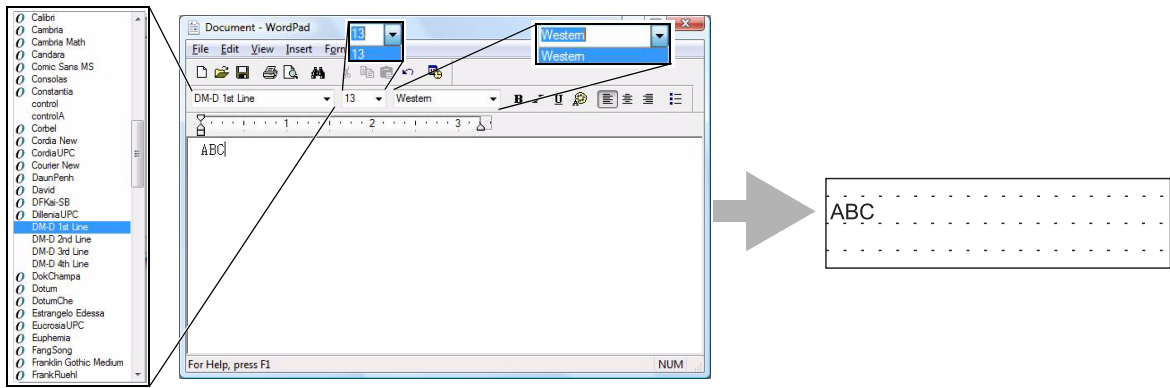 Calibri
Cambria
Cambria Math
Candara
Comic Sans MS
Consolas
Constantia
control
controlA
Corbel
Cordia New
CordiaUPC
Courier New
DaunPenh
David
DFKai-SB
DilleniaUPC
DM-D 1st Line
DM-D 2nd Line
DM-D 3rd Line
DM-D 4th Line
DokChampa
Dotum
DotumChe
Estrangelo Edessa
EucrosiaUPC
Euphemia
FangSong
Franklin Gothic Medium
FrankRuehl
Document - WordPad
File Edit View Insert Form
13
13
Western
Western
DM-D 1st Line 13 Western B I U
1 2 3
ABC
For Help, press F1 NUM
ABC